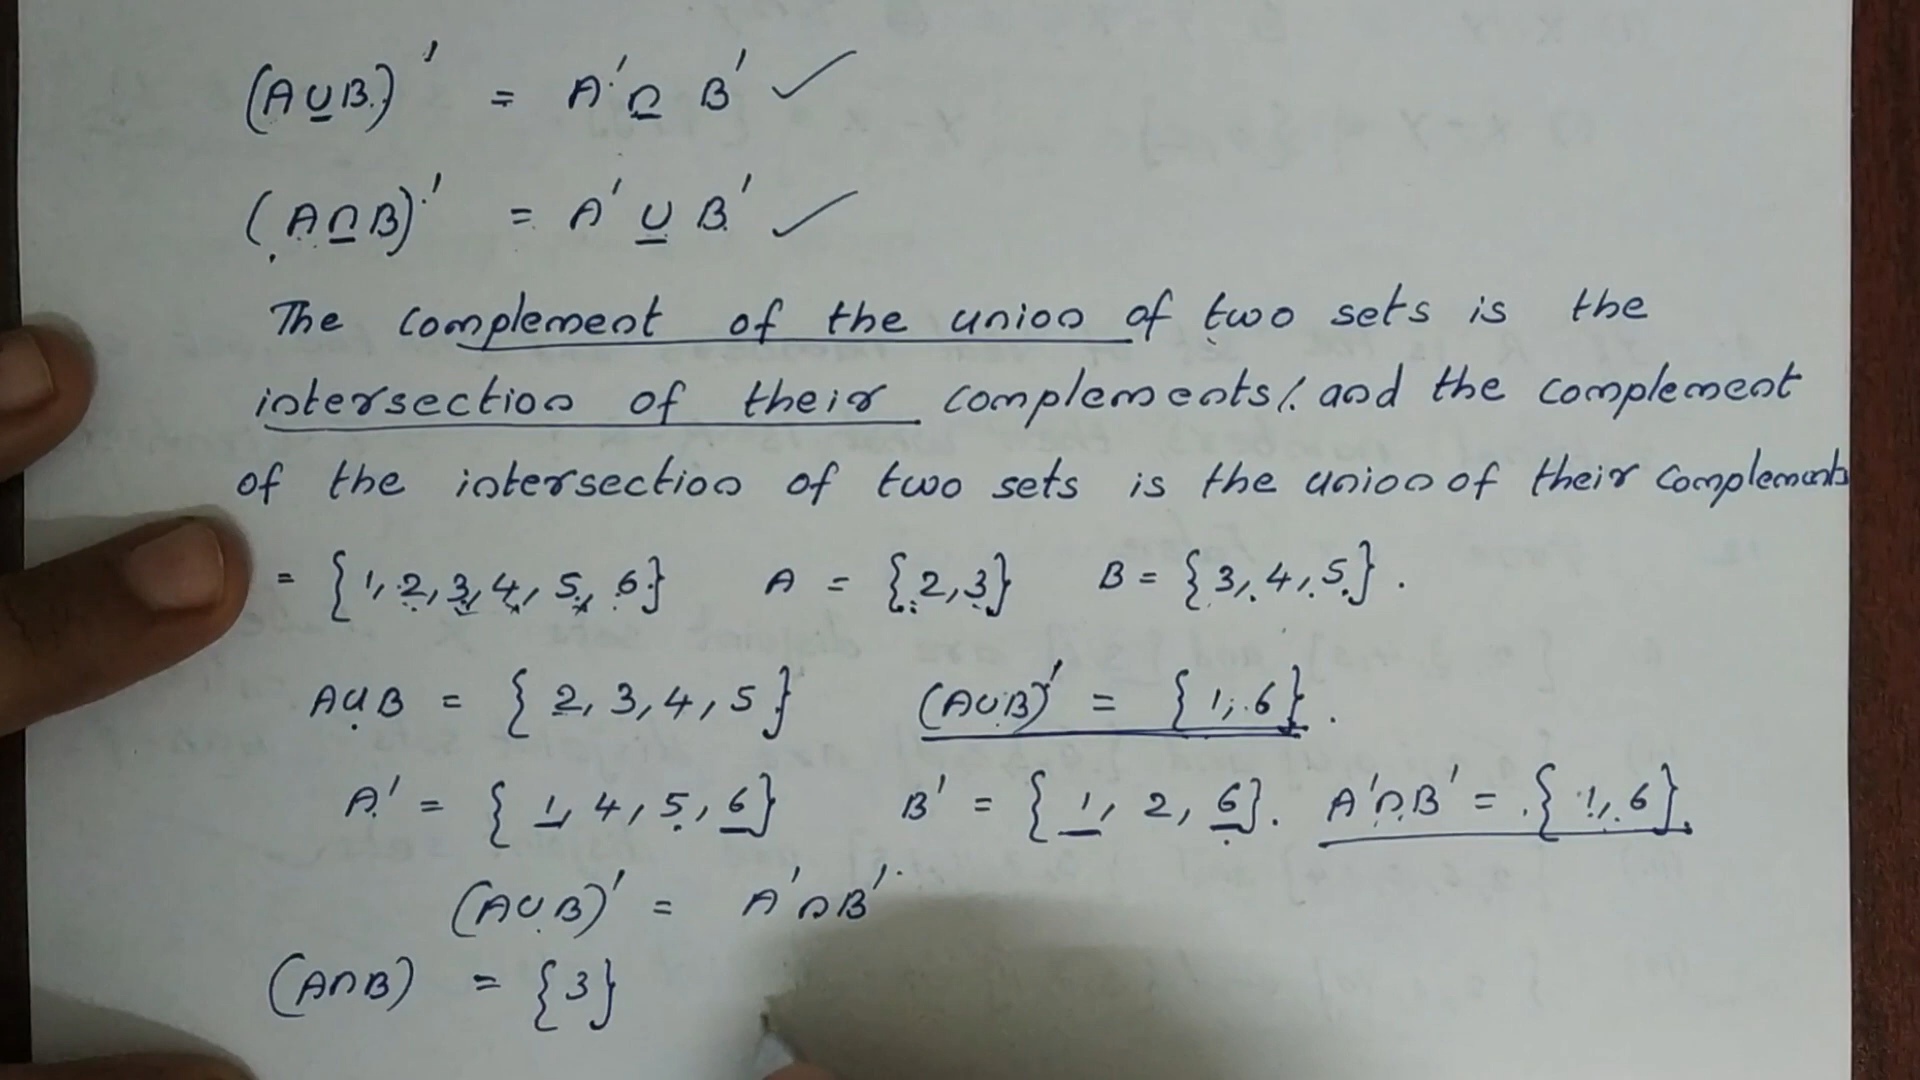 (A∪B)' = A' ∩ B' ✓
(A∩B)' = A' ∪ B' ✓
The complement of the union of two sets is the
intersection of their complements. and the complement
of the intersection of two sets is the union of their complements
= {1, 2, 3, 4, 5, 6} A = {2, 3} B = {3, 4, 5}.
A∪B = {2, 3, 4, 5} (A∪B)' = {1, 6}.
A' = {1, 4, 5, 6} B' = {1, 2, 6}. A'∩B' = {1, 6}.
(A∪B)' = A'∩B'
(A∩B) = {3}